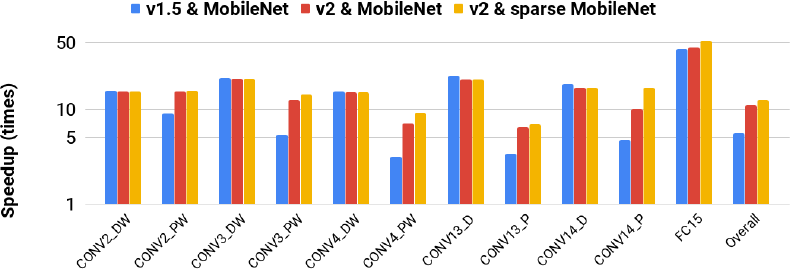 v1.5 & MobileNet v2 & MobileNet v2 & sparse MobileNet
Speedup (times)
50
10
5
1
CONV2_DW
CONV2_PW
CONV3_DW
CONV3_PW
CONV4_DW
CONV4_PW
CONV13_D
CONV13_P
CONV14_D
CONV14_P
FC15
Overall